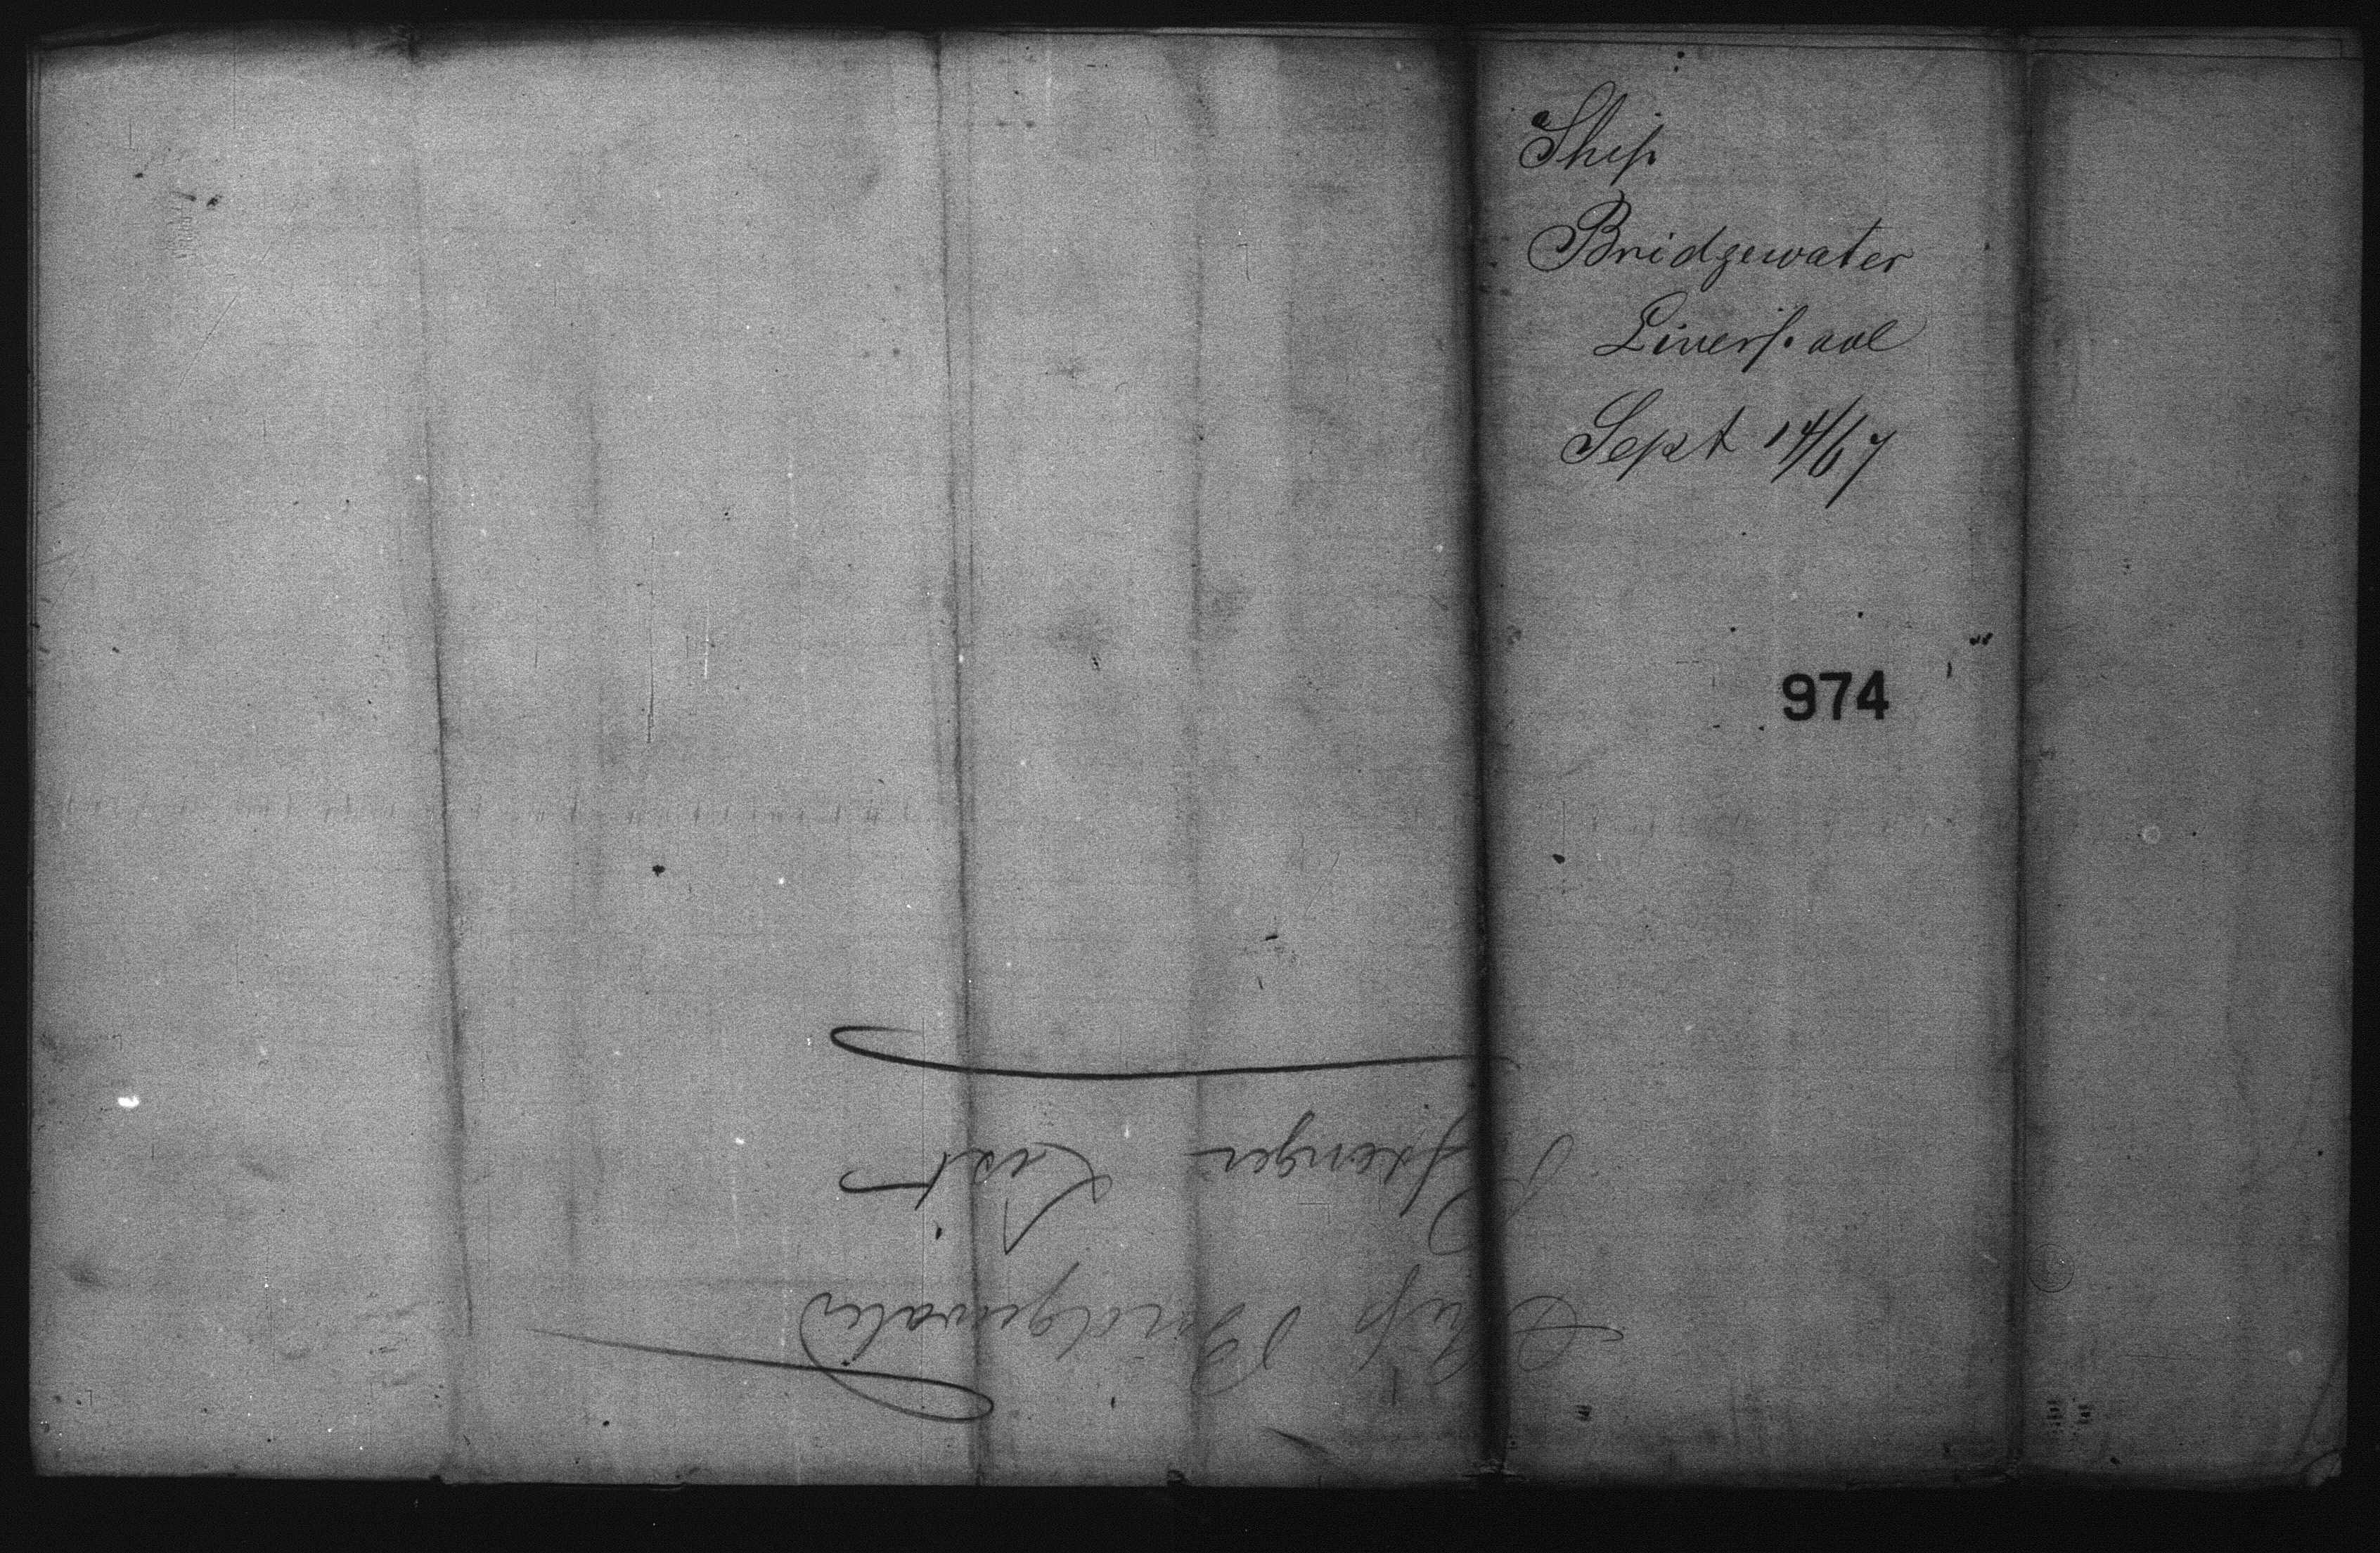 Ship
Bridgewater
Liverpool
Sept 14/67
974
Ship Bridgewater
Passenger List